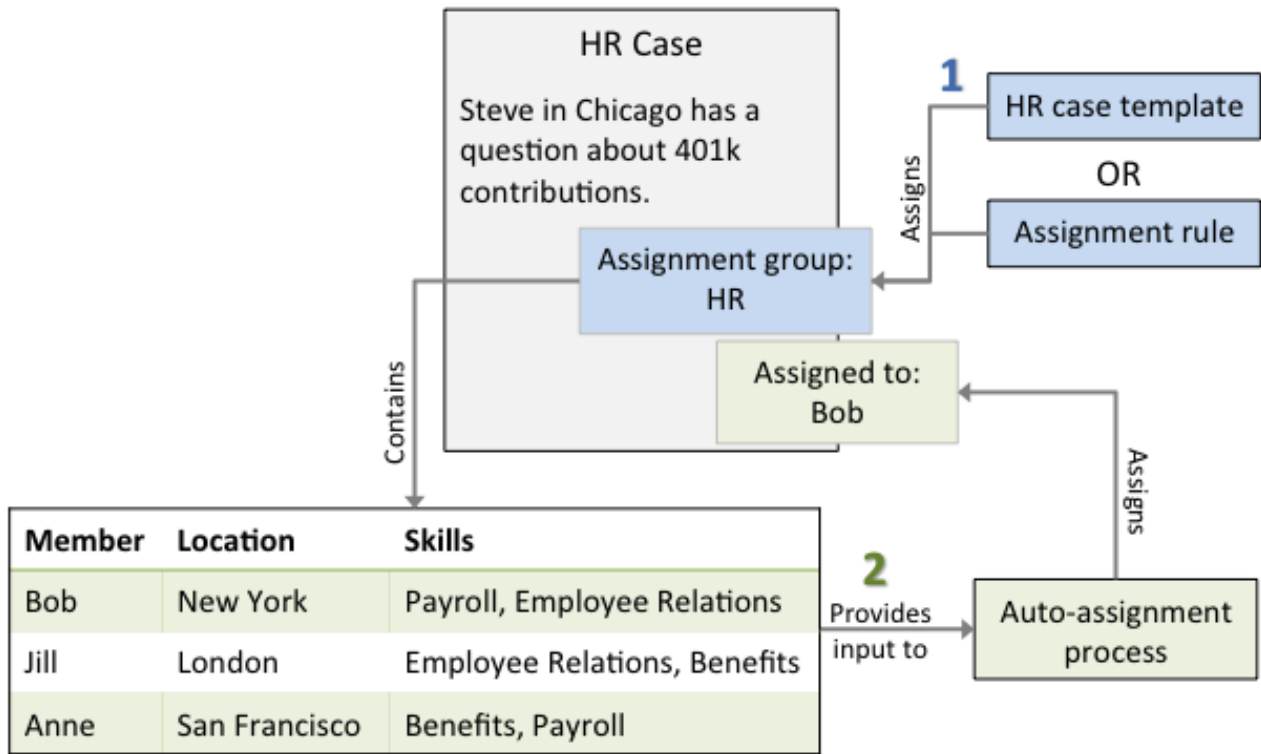 HR Case
Steve in Chicago has a
question about 401k
contributions.
1
HR case template
OR
Assignment rule
Assigns
Assignment group:
HR
Assigned to:
Bob
Contains
Assigns
Member Location Skills
Bob New York Payroll, Employee Relations
Jill London Employee Relations, Benefits
Anne San Francisco Benefits, Payroll
2
Provides
input to
Auto-assignment
process